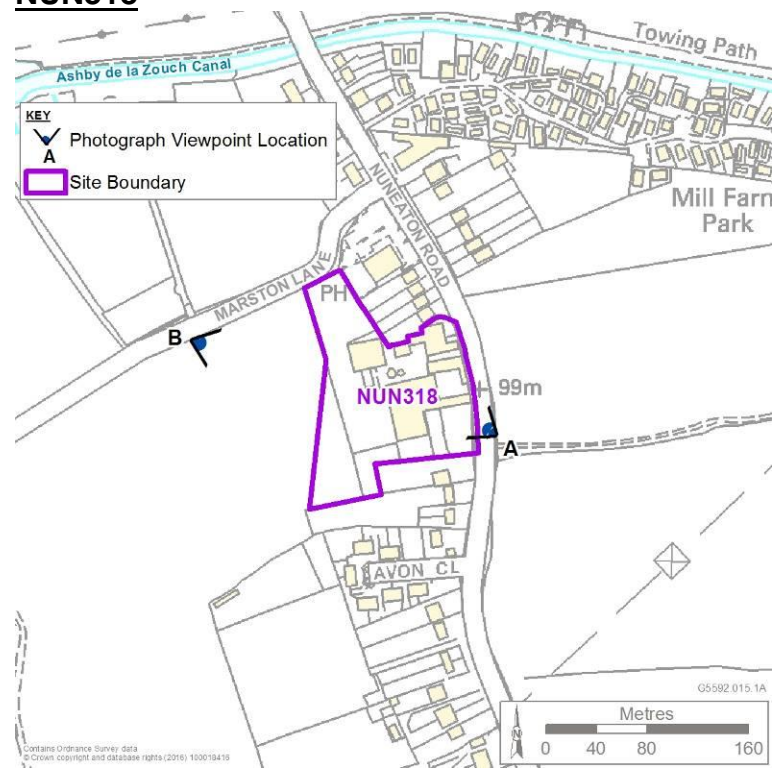 NUN318
Towing Path
Ashby de la Zouch Canal
KEY
A
Photograph Viewpoint Location
Site Boundary
NUNEATON ROAD
Mill Farm
Park
MARSTON LANE
PH
B
NUN318
99m
A
AVON CL
G5592.015.1A
Metres
0 40 80 160
Contains Ordnance Survey data
© Crown copyright and database rights (2016) 100018416